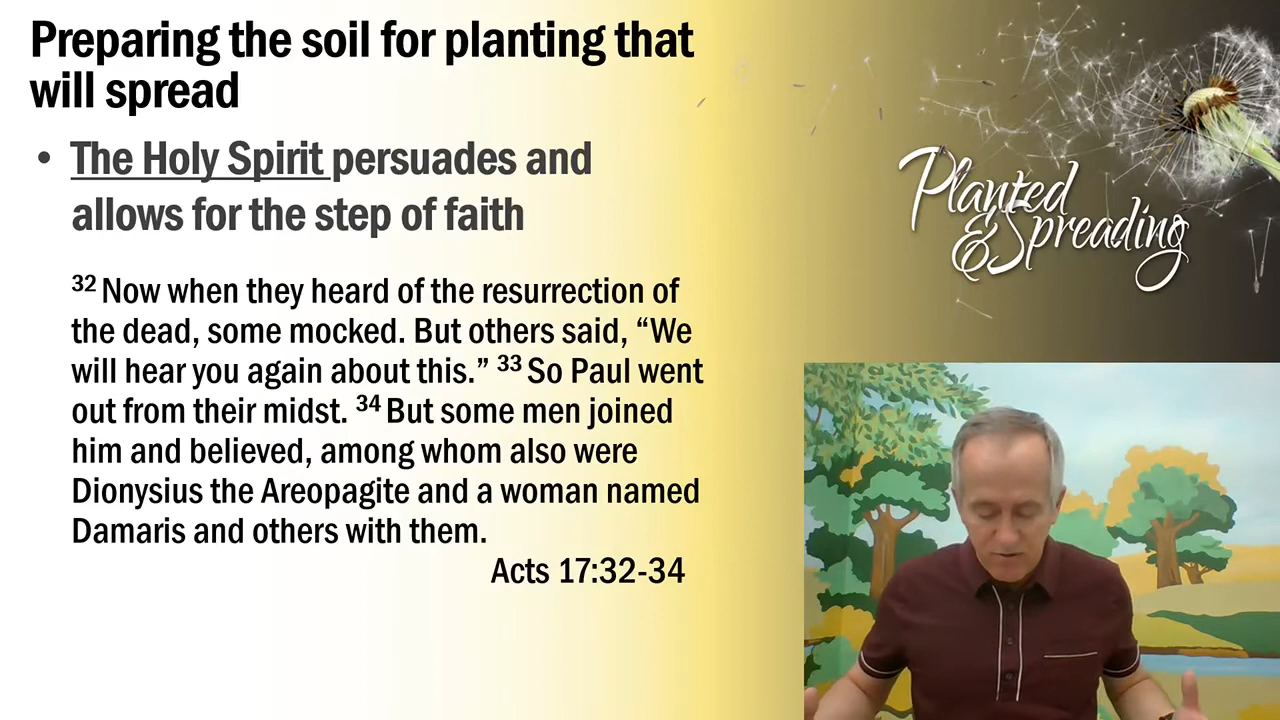 Preparing the soil for planting that
will spread
• The Holy Spirit persuades and
allows for the step of faith
32 Now when they heard of the resurrection of
the dead, some mocked. But others said, “We
will hear you again about this.” 33 So Paul went
out from their midst. 34 But some men joined
him and believed, among whom also were
Dionysius the Areopagite and a woman named
Damaris and others with them.
Acts 17:32-34
Planted
&Spreading